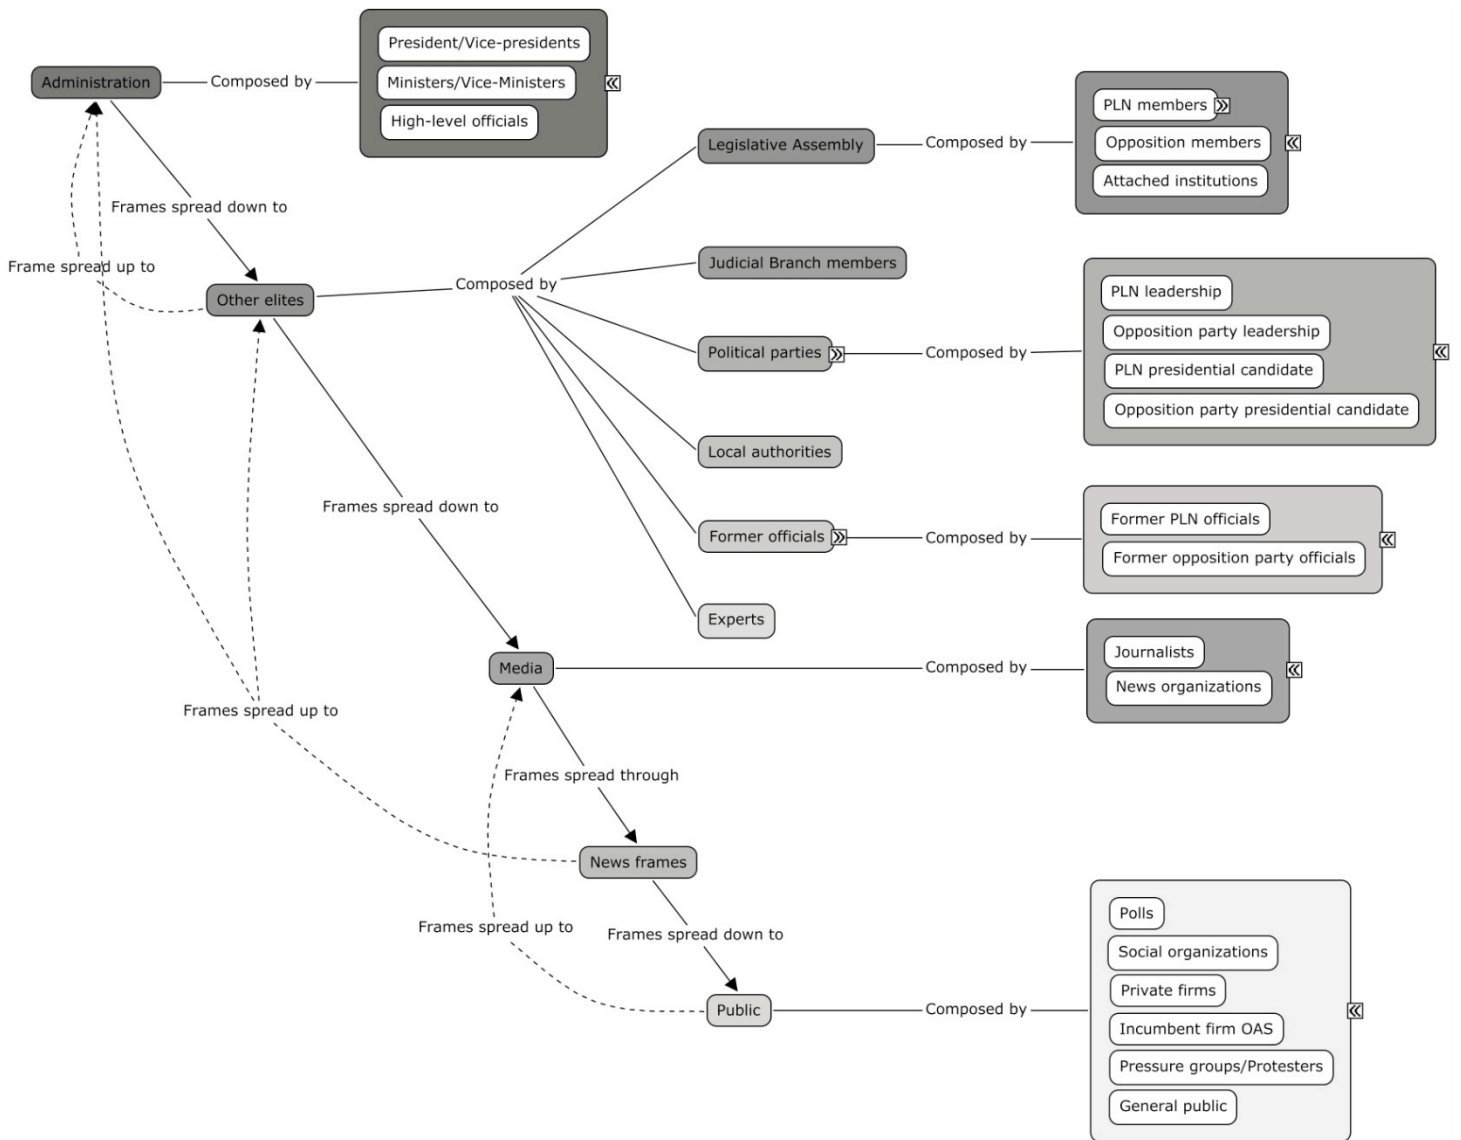 President/Vice-presidents
Administration
Composed by
Ministers/Vice-Ministers
High-level officials
Frames spread down to
Frame spread up to
Other elites
Composed by
Legislative Assembly
Composed by
PLN members
Opposition members
Attached institutions
Judicial Branch members
Political parties
Composed by
PLN leadership
Opposition party leadership
PLN presidential candidate
Opposition party presidential candidate
Local authorities
Former officials
Composed by
Former PLN officials
Former opposition party officials
Experts
Frames spread down to
Media
Composed by
Journalists
News organizations
Frames spread up to
Frames spread through
News frames
Frames spread up to
Frames spread down to
Public
Composed by
Polls
Social organizations
Private firms
Incumbent firm OAS
Pressure groups/Protesters
General public